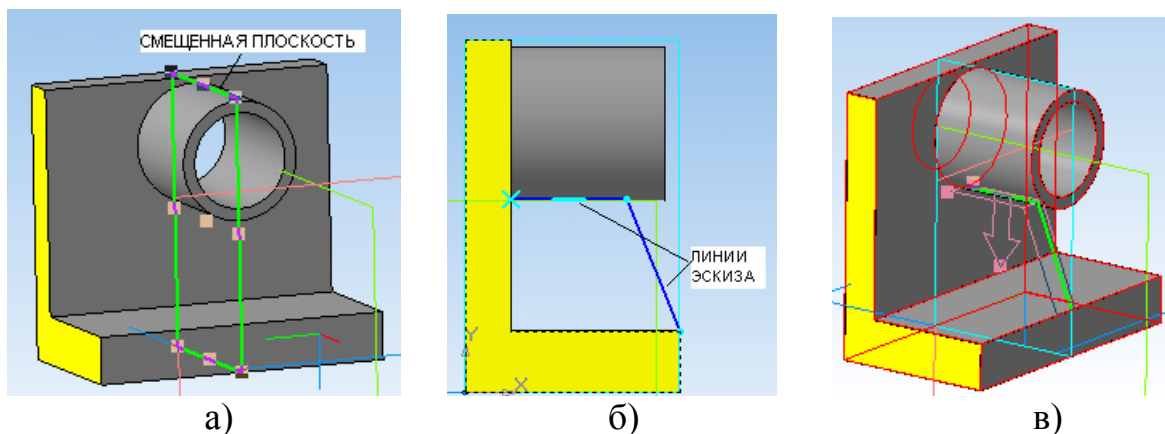 СМЕЩЕННАЯ ПЛОСКОСТЬ
ЛИНИИ
ЭСКИЗА
Y
X
а)
б)
в)